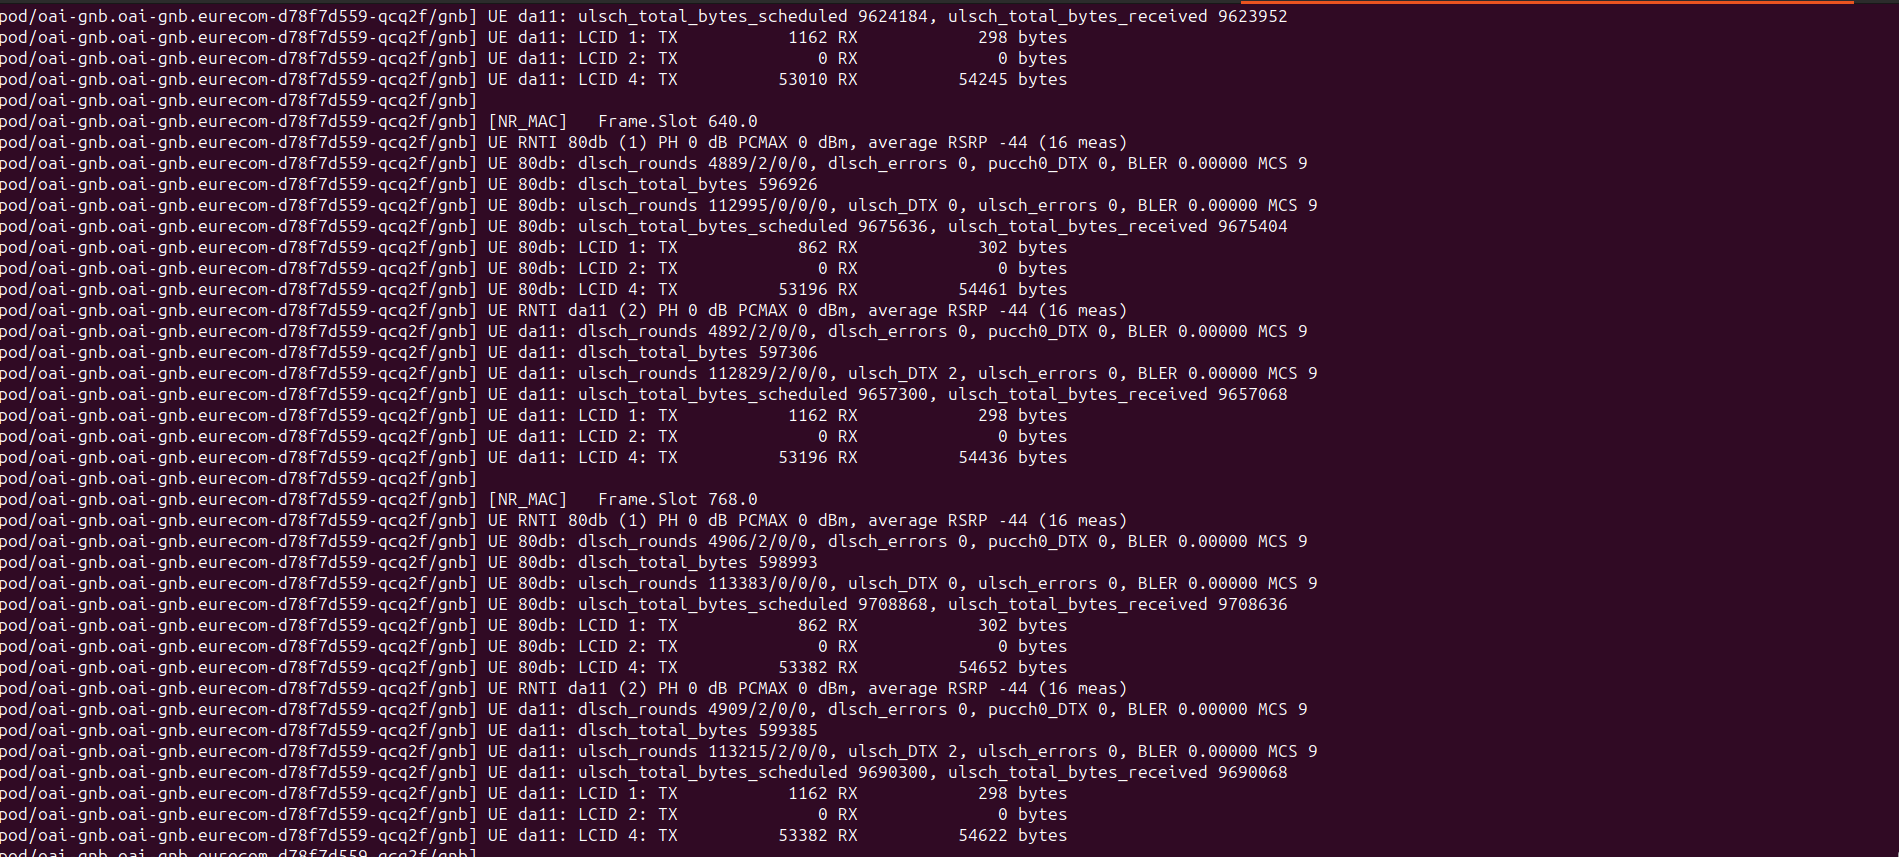 pod/oai-gnb.oai-gnb.eurecom-d78f7d559-qcq2f/gnb] UE da11: ulsch_total_bytes_scheduled 9624184, ulsch_total_bytes_received 9623952
pod/oai-gnb.oai-gnb.eurecom-d78f7d559-qcq2f/gnb] UE da11: LCID 1: TX 1162 RX 298 bytes
pod/oai-gnb.oai-gnb.eurecom-d78f7d559-qcq2f/gnb] UE da11: LCID 2: TX 0 RX 0 bytes
pod/oai-gnb.oai-gnb.eurecom-d78f7d559-qcq2f/gnb] UE da11: LCID 4: TX 53010 RX 54245 bytes
pod/oai-gnb.oai-gnb.eurecom-d78f7d559-qcq2f/gnb]
pod/oai-gnb.oai-gnb.eurecom-d78f7d559-qcq2f/gnb] [NR_MAC] Frame.Slot 640.0
pod/oai-gnb.oai-gnb.eurecom-d78f7d559-qcq2f/gnb] UE RNTI 80db (1) PH 0 dB PCMAX 0 dBm, average RSRP -44 (16 meas)
pod/oai-gnb.oai-gnb.eurecom-d78f7d559-qcq2f/gnb] UE 80db: dlsch_rounds 4889/2/0/0, dlsch_errors 0, pucch0_DTX 0, BLER 0.00000 MCS 9
pod/oai-gnb.oai-gnb.eurecom-d78f7d559-qcq2f/gnb] UE 80db: dlsch_total_bytes 596926
pod/oai-gnb.oai-gnb.eurecom-d78f7d559-qcq2f/gnb] UE 80db: ulsch_rounds 112995/0/0/0, ulsch_DTX 0, ulsch_errors 0, BLER 0.00000 MCS 9
pod/oai-gnb.oai-gnb.eurecom-d78f7d559-qcq2f/gnb] UE 80db: ulsch_total_bytes_scheduled 9675636, ulsch_total_bytes_received 9675404
pod/oai-gnb.oai-gnb.eurecom-d78f7d559-qcq2f/gnb] UE 80db: LCID 1: TX 862 RX 302 bytes
pod/oai-gnb.oai-gnb.eurecom-d78f7d559-qcq2f/gnb] UE 80db: LCID 2: TX 0 RX 0 bytes
pod/oai-gnb.oai-gnb.eurecom-d78f7d559-qcq2f/gnb] UE 80db: LCID 4: TX 53196 RX 54461 bytes
pod/oai-gnb.oai-gnb.eurecom-d78f7d559-qcq2f/gnb] UE RNTI da11 (2) PH 0 dB PCMAX 0 dBm, average RSRP -44 (16 meas)
pod/oai-gnb.oai-gnb.eurecom-d78f7d559-qcq2f/gnb] UE da11: dlsch_rounds 4892/2/0/0, dlsch_errors 0, pucch0_DTX 0, BLER 0.00000 MCS 9
pod/oai-gnb.oai-gnb.eurecom-d78f7d559-qcq2f/gnb] UE da11: dlsch_total_bytes 597306
pod/oai-gnb.oai-gnb.eurecom-d78f7d559-qcq2f/gnb] UE da11: ulsch_rounds 112829/2/0/0, ulsch_DTX 2, ulsch_errors 0, BLER 0.00000 MCS 9
pod/oai-gnb.oai-gnb.eurecom-d78f7d559-qcq2f/gnb] UE da11: ulsch_total_bytes_scheduled 9657300, ulsch_total_bytes_received 9657068
pod/oai-gnb.oai-gnb.eurecom-d78f7d559-qcq2f/gnb] UE da11: LCID 1: TX 1162 RX 298 bytes
pod/oai-gnb.oai-gnb.eurecom-d78f7d559-qcq2f/gnb] UE da11: LCID 2: TX 0 RX 0 bytes
pod/oai-gnb.oai-gnb.eurecom-d78f7d559-qcq2f/gnb] UE da11: LCID 4: TX 53196 RX 54436 bytes
pod/oai-gnb.oai-gnb.eurecom-d78f7d559-qcq2f/gnb]
pod/oai-gnb.oai-gnb.eurecom-d78f7d559-qcq2f/gnb] [NR_MAC] Frame.Slot 768.0
pod/oai-gnb.oai-gnb.eurecom-d78f7d559-qcq2f/gnb] UE RNTI 80db (1) PH 0 dB PCMAX 0 dBm, average RSRP -44 (16 meas)
pod/oai-gnb.oai-gnb.eurecom-d78f7d559-qcq2f/gnb] UE 80db: dlsch_rounds 4906/2/0/0, dlsch_errors 0, pucch0_DTX 0, BLER 0.00000 MCS 9
pod/oai-gnb.oai-gnb.eurecom-d78f7d559-qcq2f/gnb] UE 80db: dlsch_total_bytes 598993
pod/oai-gnb.oai-gnb.eurecom-d78f7d559-qcq2f/gnb] UE 80db: ulsch_rounds 113383/0/0/0, ulsch_DTX 0, ulsch_errors 0, BLER 0.00000 MCS 9
pod/oai-gnb.oai-gnb.eurecom-d78f7d559-qcq2f/gnb] UE 80db: ulsch_total_bytes_scheduled 9708868, ulsch_total_bytes_received 9708636
pod/oai-gnb.oai-gnb.eurecom-d78f7d559-qcq2f/gnb] UE 80db: LCID 1: TX 862 RX 302 bytes
pod/oai-gnb.oai-gnb.eurecom-d78f7d559-qcq2f/gnb] UE 80db: LCID 2: TX 0 RX 0 bytes
pod/oai-gnb.oai-gnb.eurecom-d78f7d559-qcq2f/gnb] UE 80db: LCID 4: TX 53382 RX 54652 bytes
pod/oai-gnb.oai-gnb.eurecom-d78f7d559-qcq2f/gnb] UE RNTI da11 (2) PH 0 dB PCMAX 0 dBm, average RSRP -44 (16 meas)
pod/oai-gnb.oai-gnb.eurecom-d78f7d559-qcq2f/gnb] UE da11: dlsch_rounds 4909/2/0/0, dlsch_errors 0, pucch0_DTX 0, BLER 0.00000 MCS 9
pod/oai-gnb.oai-gnb.eurecom-d78f7d559-qcq2f/gnb] UE da11: dlsch_total_bytes 599385
pod/oai-gnb.oai-gnb.eurecom-d78f7d559-qcq2f/gnb] UE da11: ulsch_rounds 113215/2/0/0, ulsch_DTX 2, ulsch_errors 0, BLER 0.00000 MCS 9
pod/oai-gnb.oai-gnb.eurecom-d78f7d559-qcq2f/gnb] UE da11: ulsch_total_bytes_scheduled 9690300, ulsch_total_bytes_received 9690068
pod/oai-gnb.oai-gnb.eurecom-d78f7d559-qcq2f/gnb] UE da11: LCID 1: TX 1162 RX 298 bytes
pod/oai-gnb.oai-gnb.eurecom-d78f7d559-qcq2f/gnb] UE da11: LCID 2: TX 0 RX 0 bytes
pod/oai-gnb.oai-gnb.eurecom-d78f7d559-qcq2f/gnb] UE da11: LCID 4: TX 53382 RX 54622 bytes
pod/oai-gnb.oai-gnb.eurecom-d78f7d559-qcq2f/gnb]